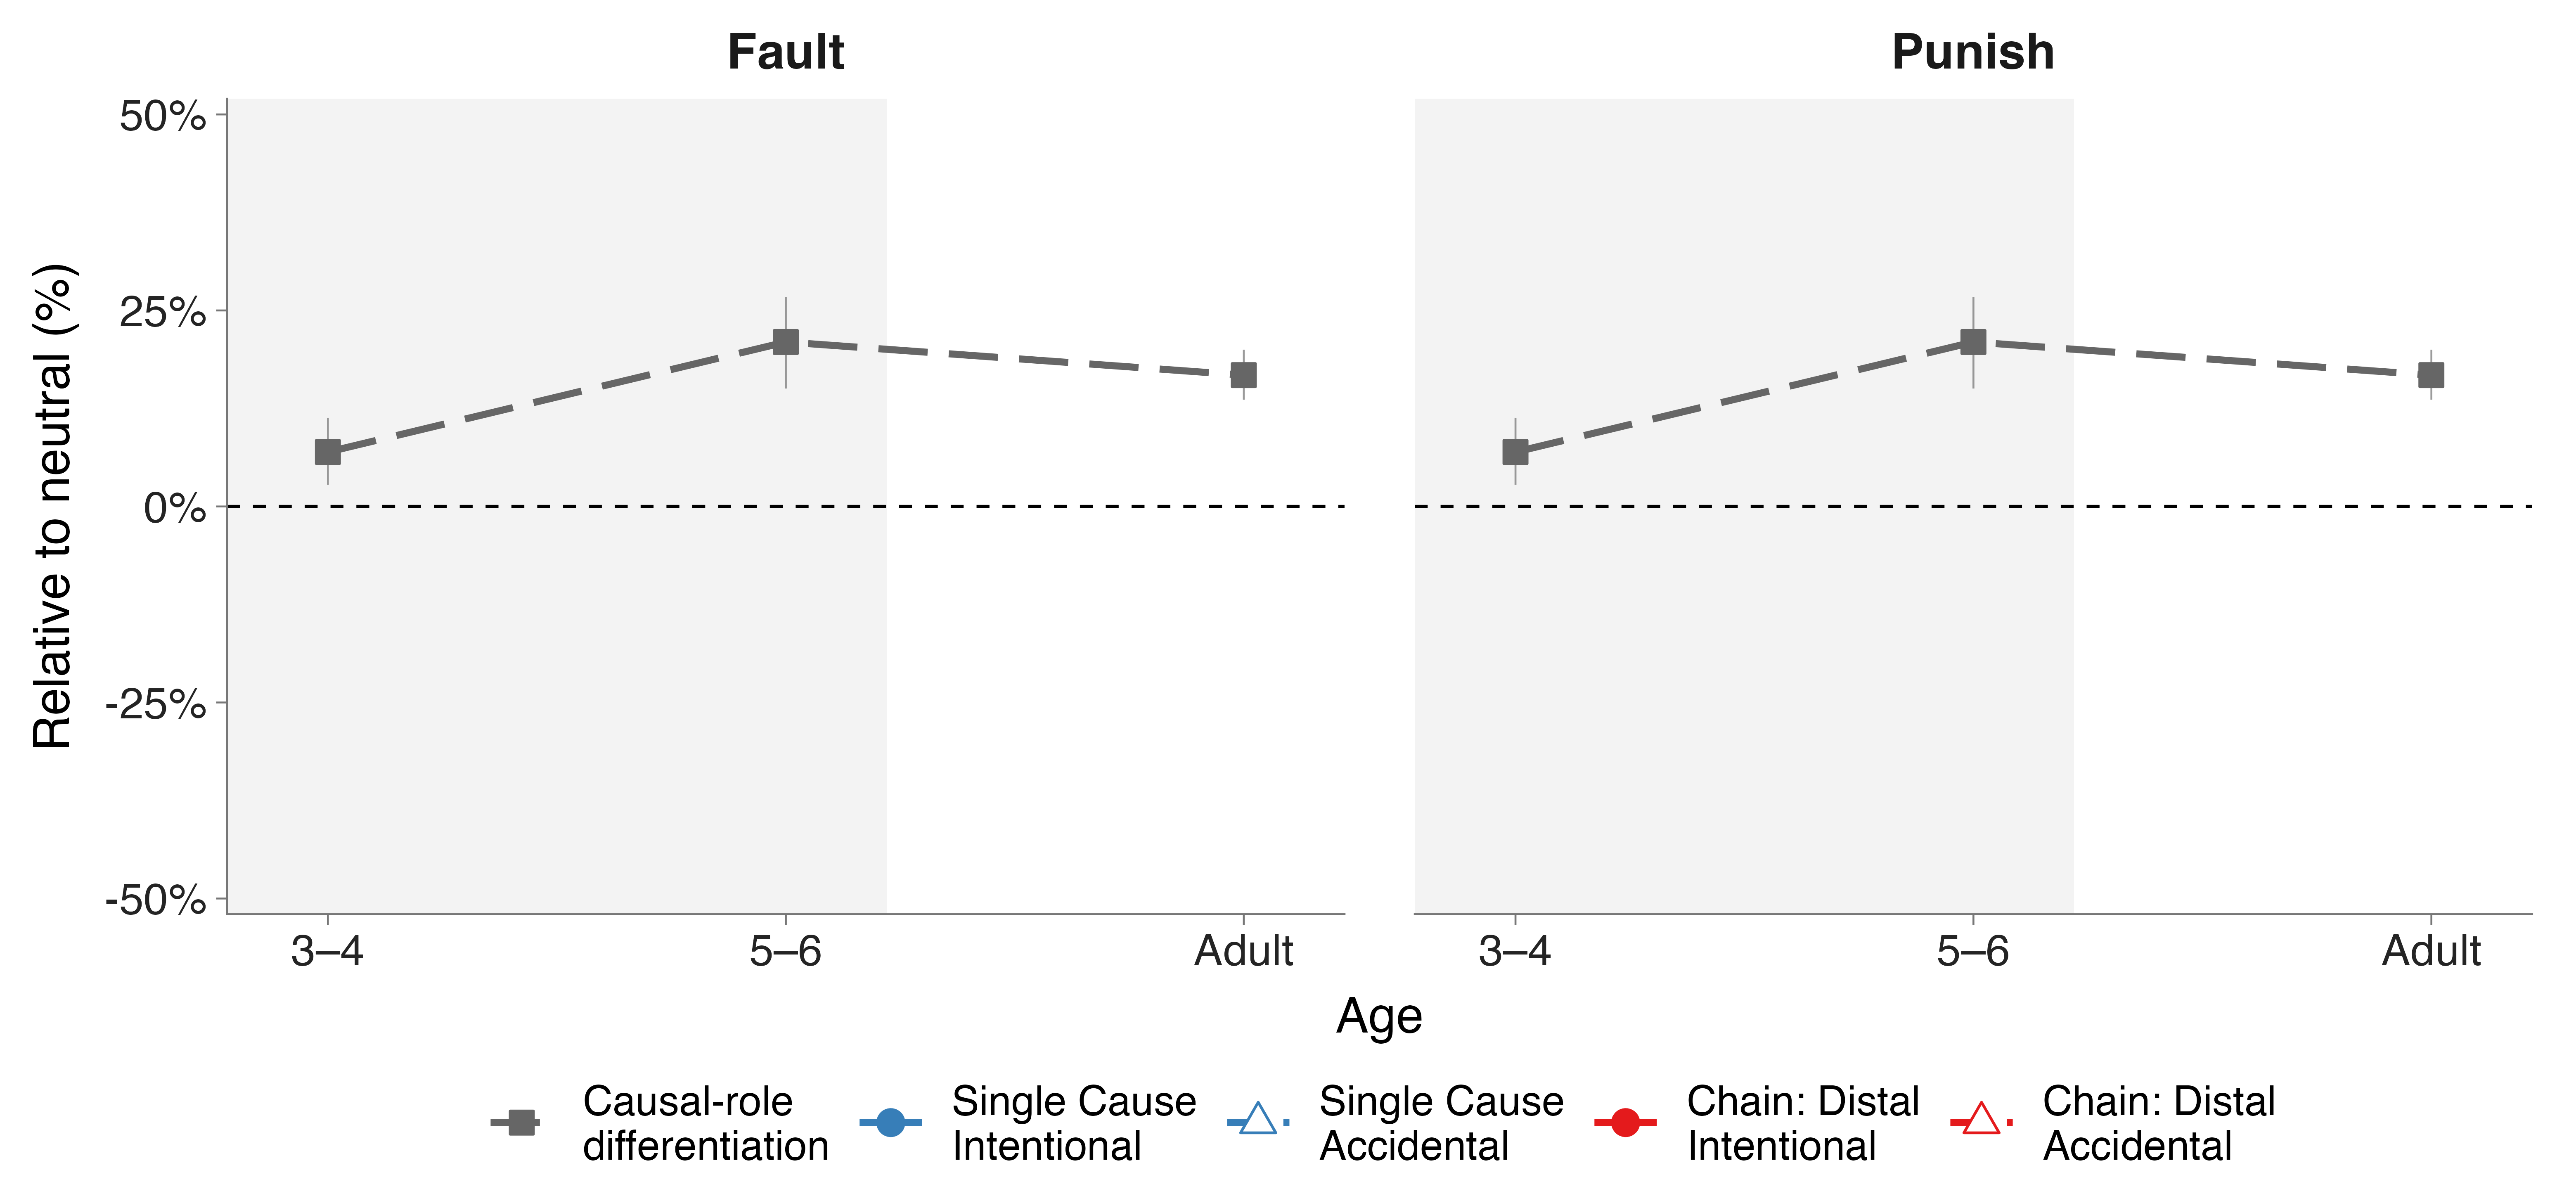 Fault
Punish
Relative to neutral (%)
50%
25%
0%
-25%
-50%
3–4
5–6
Adult
3–4
5–6
Adult
Age
Causal-role
differentiation
Single Cause
Intentional
Single Cause
Accidental
Chain: Distal
Intentional
Chain: Distal
Accidental